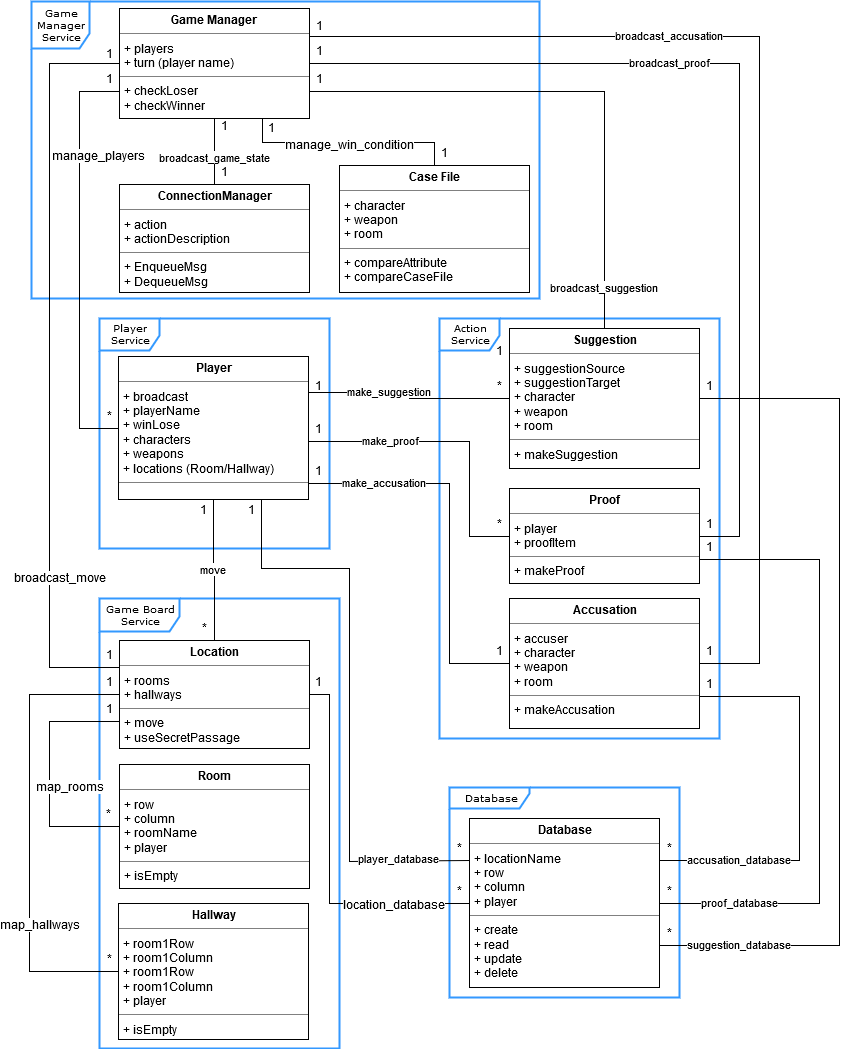 Game
Manager
Service
Game Manager
+ players
+ turn (player name)
+ checkLoser
+ checkWinner
1
1
1
1
1
1
1
broadcast_accusation
broadcast_proof
manage_players
broadcast_game_state
manage_win_condition
1
1
ConnectionManager
+ action
+ actionDescription
+ EnqueueMsg
+ DequeueMsg
Case File
+ character
+ weapon
+ room
+ compareAttribute
+ compareCaseFile
broadcast_suggestion
Player
Service
Player
+ broadcast
+ playerName
+ winLose
+ characters
+ weapons
+ locations (Room/Hallway)
*
1
1
1
1
1
make_suggestion
make_proof
make_accusation
Action
Service
1
*
Suggestion
+ suggestionSource
+ suggestionTarget
+ character
+ weapon
+ room
+ makeSuggestion
1
*
Proof
+ player
+ proofItem
+ makeProof
1
1
Accusation
+ accuser
+ character
+ weapon
+ room
+ makeAccusation
1
1
1
move
broadcast_move
*
Game Board
Service
Location
+ rooms
+ hallways
+ move
+ useSecretPassage
1
1
1
1
map_rooms
*
Room
+ row
+ column
+ roomName
+ player
+ isEmpty
map_hallways
*
Hallway
+ room1Row
+ room1Column
+ room1Row
+ room1Column
+ player
+ isEmpty
player_database
location_database
Database
*
*
Database
+ locationName
+ row
+ column
+ player
+ create
+ read
+ update
+ delete
*
*
*
accusation_database
proof_database
suggestion_database